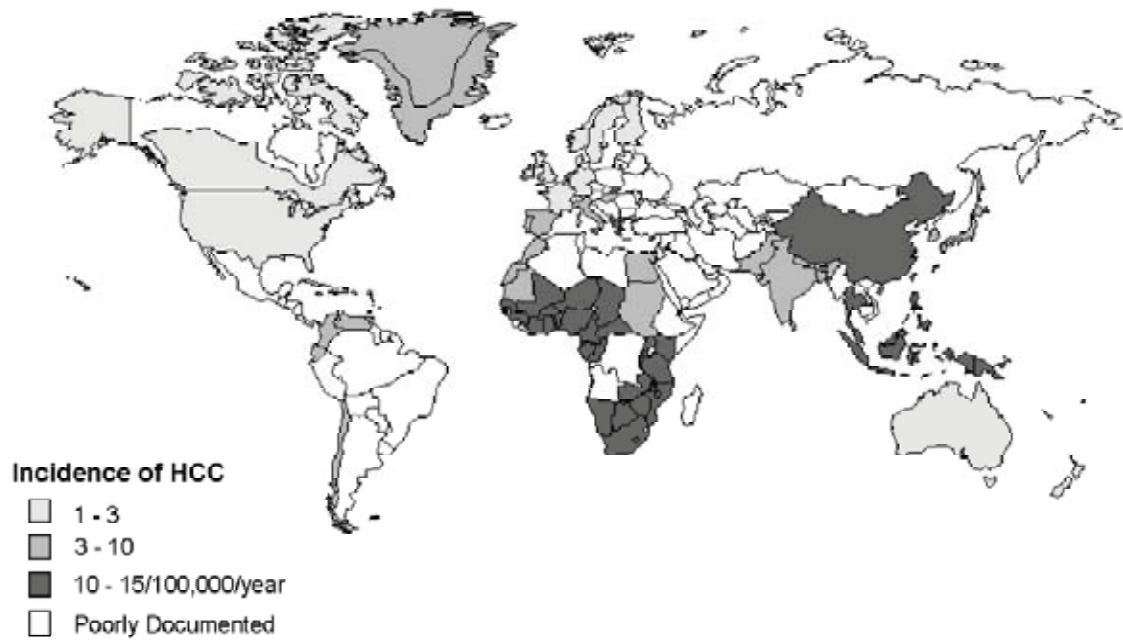 Incidence of HCC
1 - 3
3 - 10
10 - 15/100,000/year
Poorly Documented